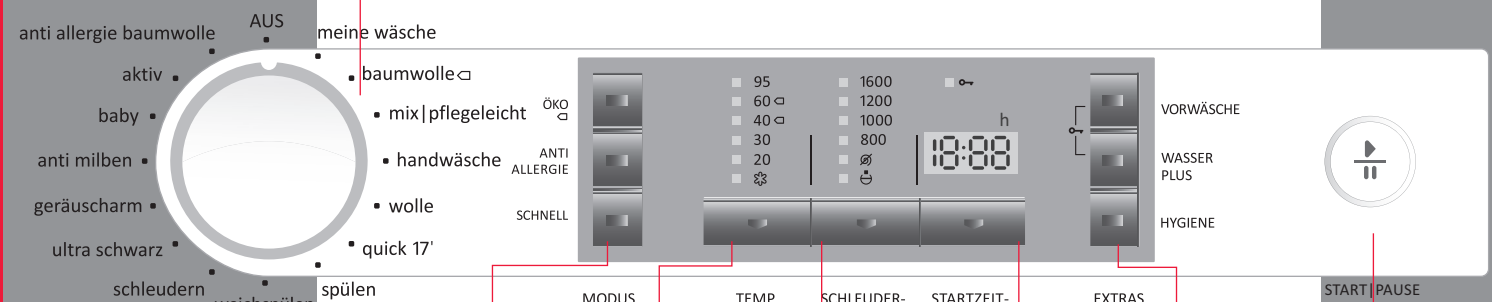 AUS
anti allergie baumwolle
meine wäsche
aktiv
baumwolle
baby
mix|pflegeleicht
anti milben
handwäsche
geräuscharm
wolle
ultra schwarz
quick 17'
schleudern
weichspülen
spülen
ÖKO
ANTI
ALLERGIE
SCHNELL
95
60
40
30
20
1600
1200
1000
800
h
18:88
VORWÄSCHE
WASSER
PLUS
HYGIENE
MODUS
TEMP
SCHLEUDER-
STARTZEIT-
EXTRAS
START|PAUSE